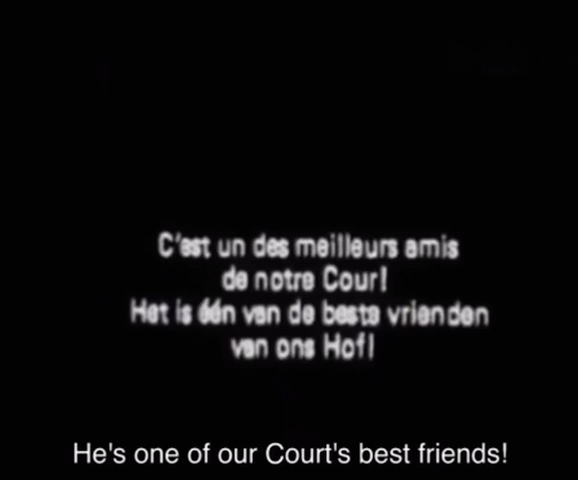 C'est un des meilleurs amis
de notre Cour!
Het is één van de beste vrienden
van ons Hof!
He's one of our Court's best friends!